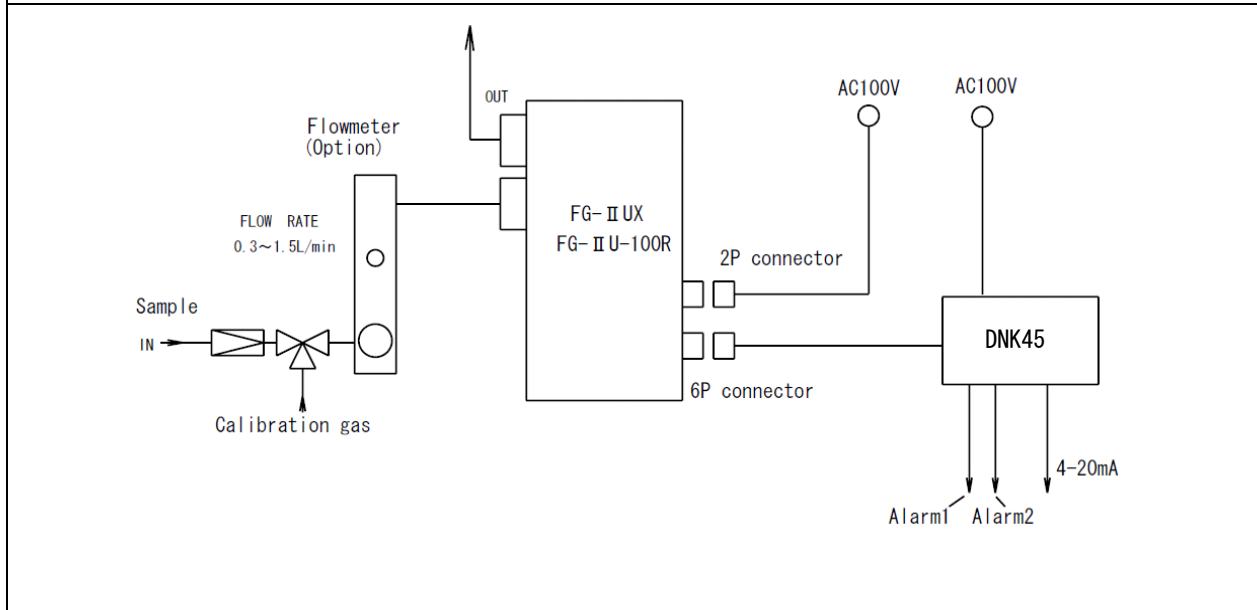 OUT
AC100V
AC100V
Flowmeter
(Option)
FLOW RATE
0.3～1.5L/min
FG-ⅡUX
FG-ⅡU-100R
2P connector
Sample
IN
DNK45
6P connector
Calibration gas
4-20mA
Alarm1
Alarm2